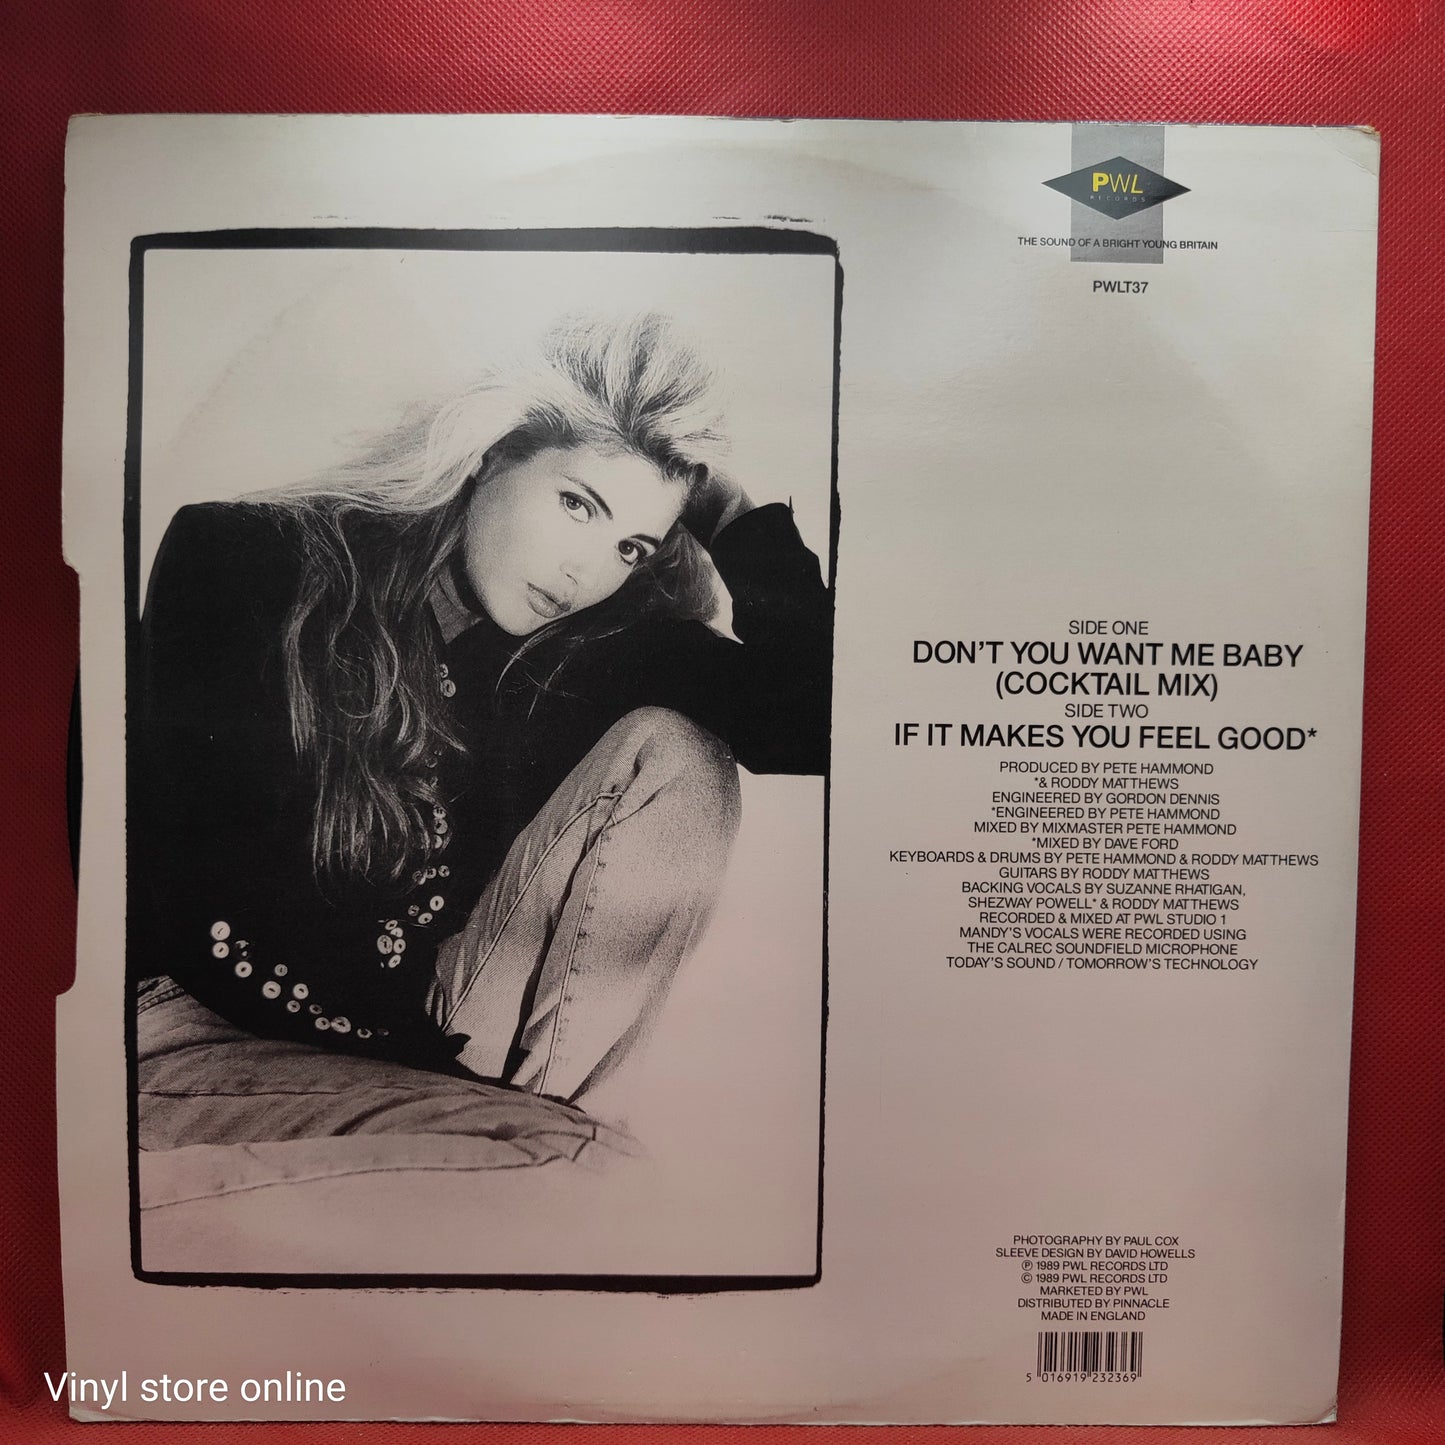 PWL
RECORDS
THE SOUND OF A BRIGHT YOUNG BRITAIN
PWLT37
SIDE ONE
DON'T YOU WANT ME BABY
(COCKTAIL MIX)
SIDE TWO
IF IT MAKES YOU FEEL GOOD*
PRODUCED BY PETE HAMMOND
*& RODDY MATTHEWS
ENGINEERED BY GORDON DENNIS
*ENGINEERED BY PETE HAMMOND
MIXED BY MIXMASTER PETE HAMMOND
*MIXED BY DAVE FORD
KEYBOARDS & DRUMS BY PETE HAMMOND & RODDY MATTHEWS
GUITARS BY RODDY MATTHEWS
BACKING VOCALS BY SUZANNE RHATIGAN,
SHEZWAY POWELL* & RODDY MATTHEWS
RECORDED & MIXED AT PWL STUDIO 1
MANDY'S VOCALS WERE RECORDED USING
THE CALREC SOUNDFIELD MICROPHONE
TODAY'S SOUND / TOMORROW'S TECHNOLOGY
PHOTOGRAPHY BY PAUL COX
SLEEVE DESIGN BY DAVID HOWELLS
℗ 1989 PWL RECORDS LTD
© 1989 PWL RECORDS LTD
MARKETED BY PWL
DISTRIBUTED BY PINNACLE
MADE IN ENGLAND
5 016919 232369
Vinyl store online